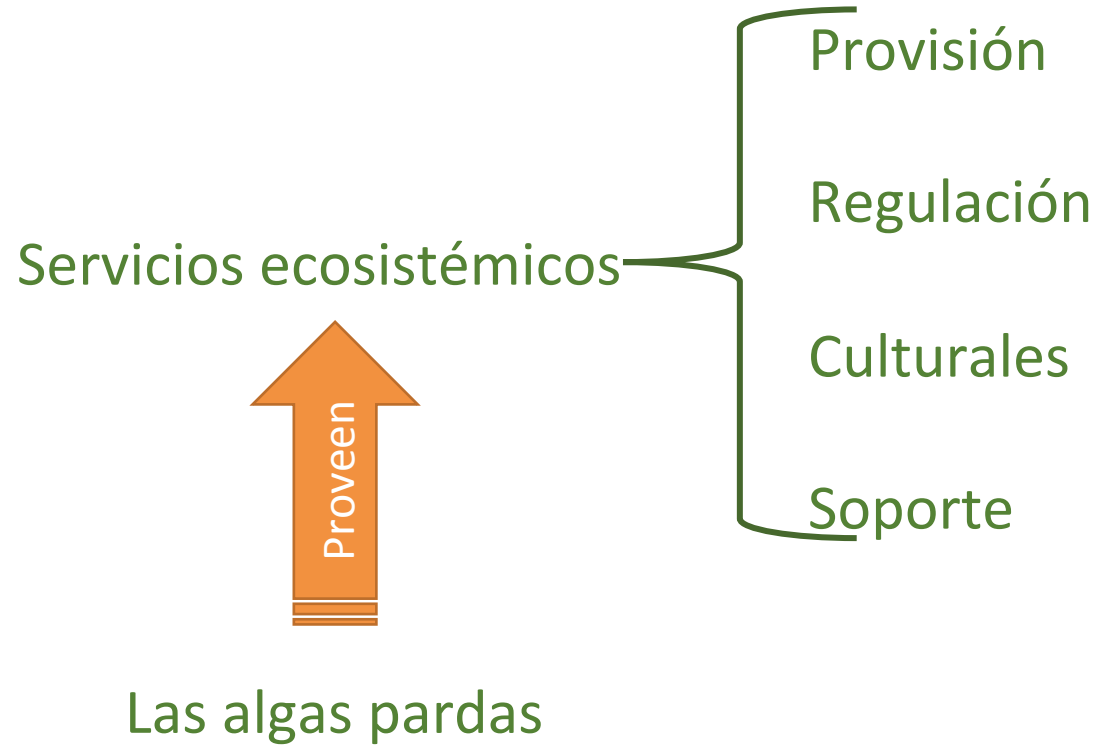 Provisión
Regulación
Servicios ecosistémicos
Culturales
Proveen
Soporte
Las algas pardas